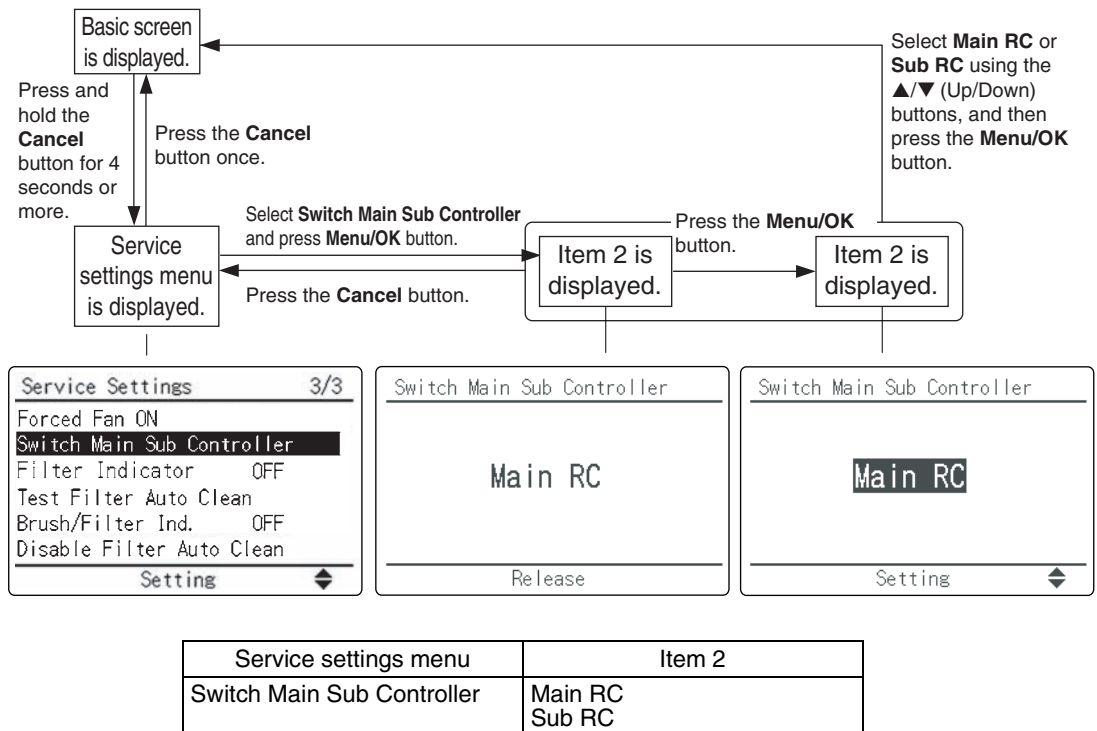 Basic screen
is displayed.
Press and
hold the
Cancel
button for 4
seconds or
more.
Press the Cancel
button once.
Select Main RC or
Sub RC using the
▲/▼ (Up/Down)
buttons, and then
press the Menu/OK
button.
Select Switch Main Sub Controller
and press Menu/OK button.
Press the Menu/OK
button.
Service
settings menu
is displayed.
Press the Cancel button.
Item 2 is
displayed.
Item 2 is
displayed.
Service Settings 3/3
Forced Fan ON
Switch Main Sub Controller
Filter Indicator OFF
Test Filter Auto Clean
Brush/Filter Ind. OFF
Disable Filter Auto Clean
Setting
Switch Main Sub Controller
Main RC
Release
Switch Main Sub Controller
Main RC
Setting
Service settings menu Item 2
Switch Main Sub Controller Main RC
Sub RC